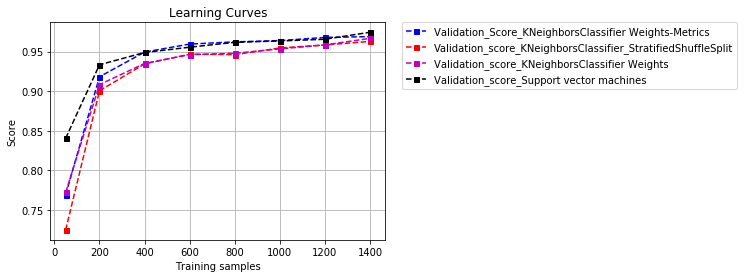 Learning Curves
Validation_Score_KNeighborsClassifier Weights-Metrics
Validation_score_KNeighborsClassifier_StratifiedShuffleSplit
Validation_score_KNeighborsClassifier Weights
Validation_score_Support vector machines
Score
0.95
0.90
0.85
0.80
0.75
0 200 400 600 800 1000 1200 1400
Training samples